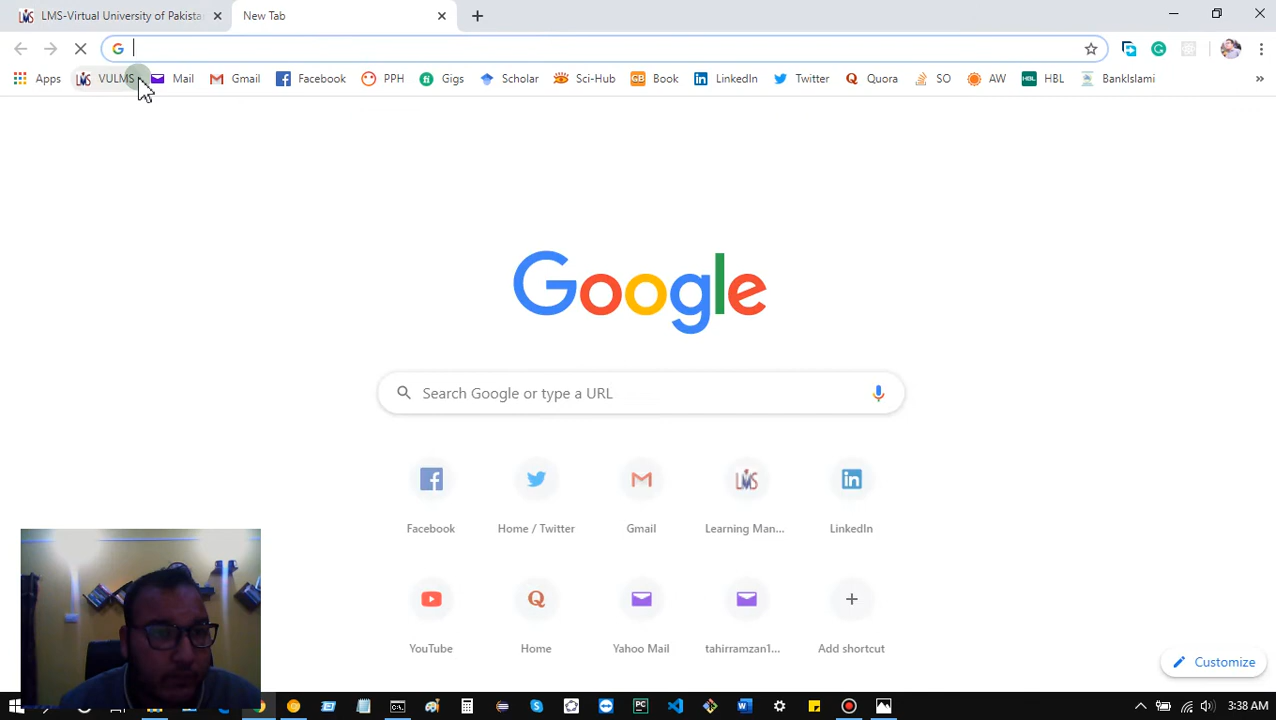 LMS-Virtual University of Pakista
New Tab
Apps VULMS Mail Gmail Facebook PPH Gigs Scholar Sci-Hub Book LinkedIn Twitter Quora SO AW HBL BankIslami »
Google
Search Google or type a URL
Facebook Home / Twitter Gmail Learning Man... LinkedIn
YouTube Home Yahoo Mail tahirramzan1... Add shortcut
Customize
3:38 AM